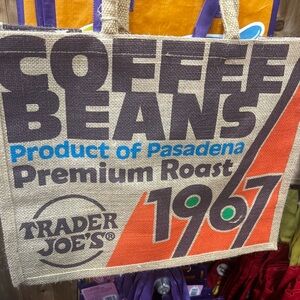 COFFEE
BEANS
Product of Pasadena
Premium Roast
1967
TRADER
JOE'S®